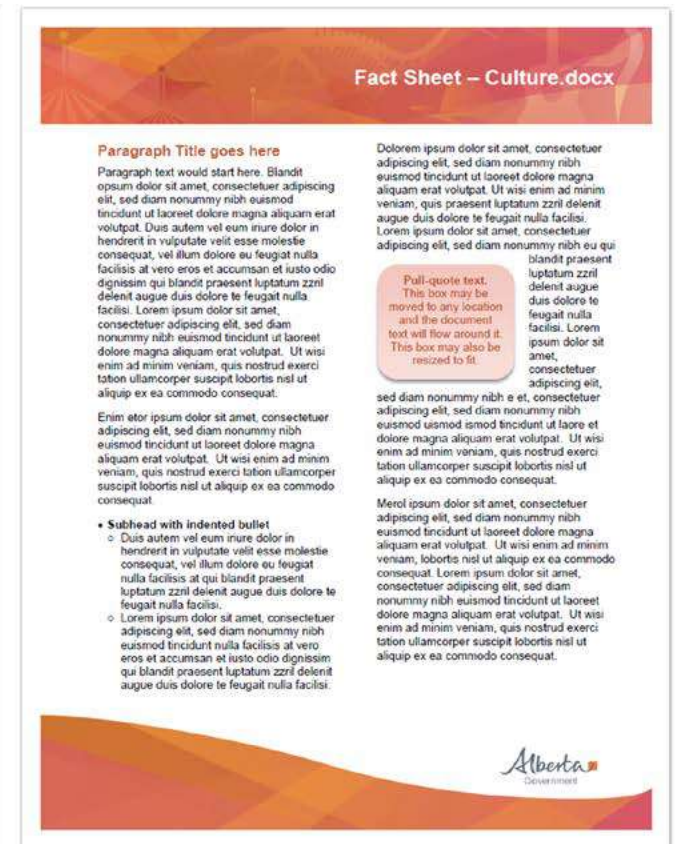 Fact Sheet – Culture.docx
Paragraph Title goes here
Paragraph text would start here. Blandit
opsum dolor sit amet, consectetuer adipiscing
elit, sed diam nonummy nibh euismod
tincidunt ut laoreet dolore magna aliquam erat
volutpat. Duis autem vel eum iriure dolor in
hendrerit in vulputate velit esse molestie
consequat, vel illum dolore eu feugiat nulla
facilisis at vero eros et accumsan et iusto odio
dignissim qui blandit praesent luptatum zzril
delenit augue duis dolore te feugait nulla
facilisi. Lorem ipsum dolor sit amet,
consectetuer adipiscing elit, sed diam
nonummy nibh euismod tincidunt ut laoreet
dolore magna aliquam erat volutpat.  Ut wisi
enim ad minim veniam, quis nostrud exerci
tation ullamcorper suscipit lobortis nisl ut
aliquip ex ea commodo consequat.
Enim etor ipsum dolor sit amet, consectetuer
adipiscing elit, sed diam nonummy nibh
euismod tincidunt ut laoreet dolore magna
aliquam erat volutpat.  Ut wisi enim ad minim
veniam, quis nostrud exerci tation ullamcorper
suscipit lobortis nisl ut aliquip ex ea commodo
consequat.
• Subhead with indented bullet
○ Duis autem vel eum iriure dolor in
hendrerit in vulputate velit esse molestie
consequat, vel illum dolore eu feugiat
nulla facilisis at qui blandit praesent
luptatum zzril delenit augue duis dolore te
feugait nulla facilisi.
○ Lorem ipsum dolor sit amet, consectetuer
adipiscing elit, sed diam nonummy nibh
euismod tincidunt nulla facilisis at vero
eros et accumsan et iusto odio dignissim
qui blandit praesent luptatum zzril delenit
augue duis dolore te feugait nulla facilisi.
Dolorem ipsum dolor sit amet, consectetuer
adipiscing elit, sed diam nonummy nibh
euismod tincidunt ut laoreet dolore magna
aliquam erat volutpat. Ut wisi enim ad minim
veniam, quis praesent luptatum zzril delenit
augue duis dolore te feugait nulla facilisi.
Lorem ipsum dolor sit amet, consectetuer
adipiscing elit, sed diam nonummy nibh eu qui
blandit praesent
luptatum zzril
delenit augue
duis dolore te
feugait nulla
facilisi. Lorem
ipsum dolor sit
amet,
consectetuer
adipiscing elit,
Pull-quote text.
This box may be
moved to any location
and the document
text will flow around it.
This box may also be
resized to fit.
sed diam nonummy nibh e et, consectetuer
adipiscing elit, sed diam nonummy nibh
euismod uismod ismod tincidunt ut laore et
dolore magna aliquam erat volutpat.  Ut wisi
enim ad minim veniam, quis nostrud exerci
tation ullamcorper suscipit lobortis nisl ut
aliquip ex ea commodo consequat.
Merol ipsum dolor sit amet, consectetuer
adipiscing elit, sed diam nonummy nibh
euismod tincidunt ut laoreet dolore magna
aliquam erat volutpat.  Ut wisi enim ad minim
veniam, lobortis nisl ut aliquip ex ea commodo
consequat. Lorem ipsum dolor sit amet,
consectetuer adipiscing elit, sed diam
nonummy nibh euismod tincidunt ut laoreet
dolore magna aliquam erat volutpat.  Ut wisi
enim ad minim veniam, quis nostrud exerci
tation ullamcorper suscipit lobortis nisl ut
aliquip ex ea commodo consequat.
Alberta
Government